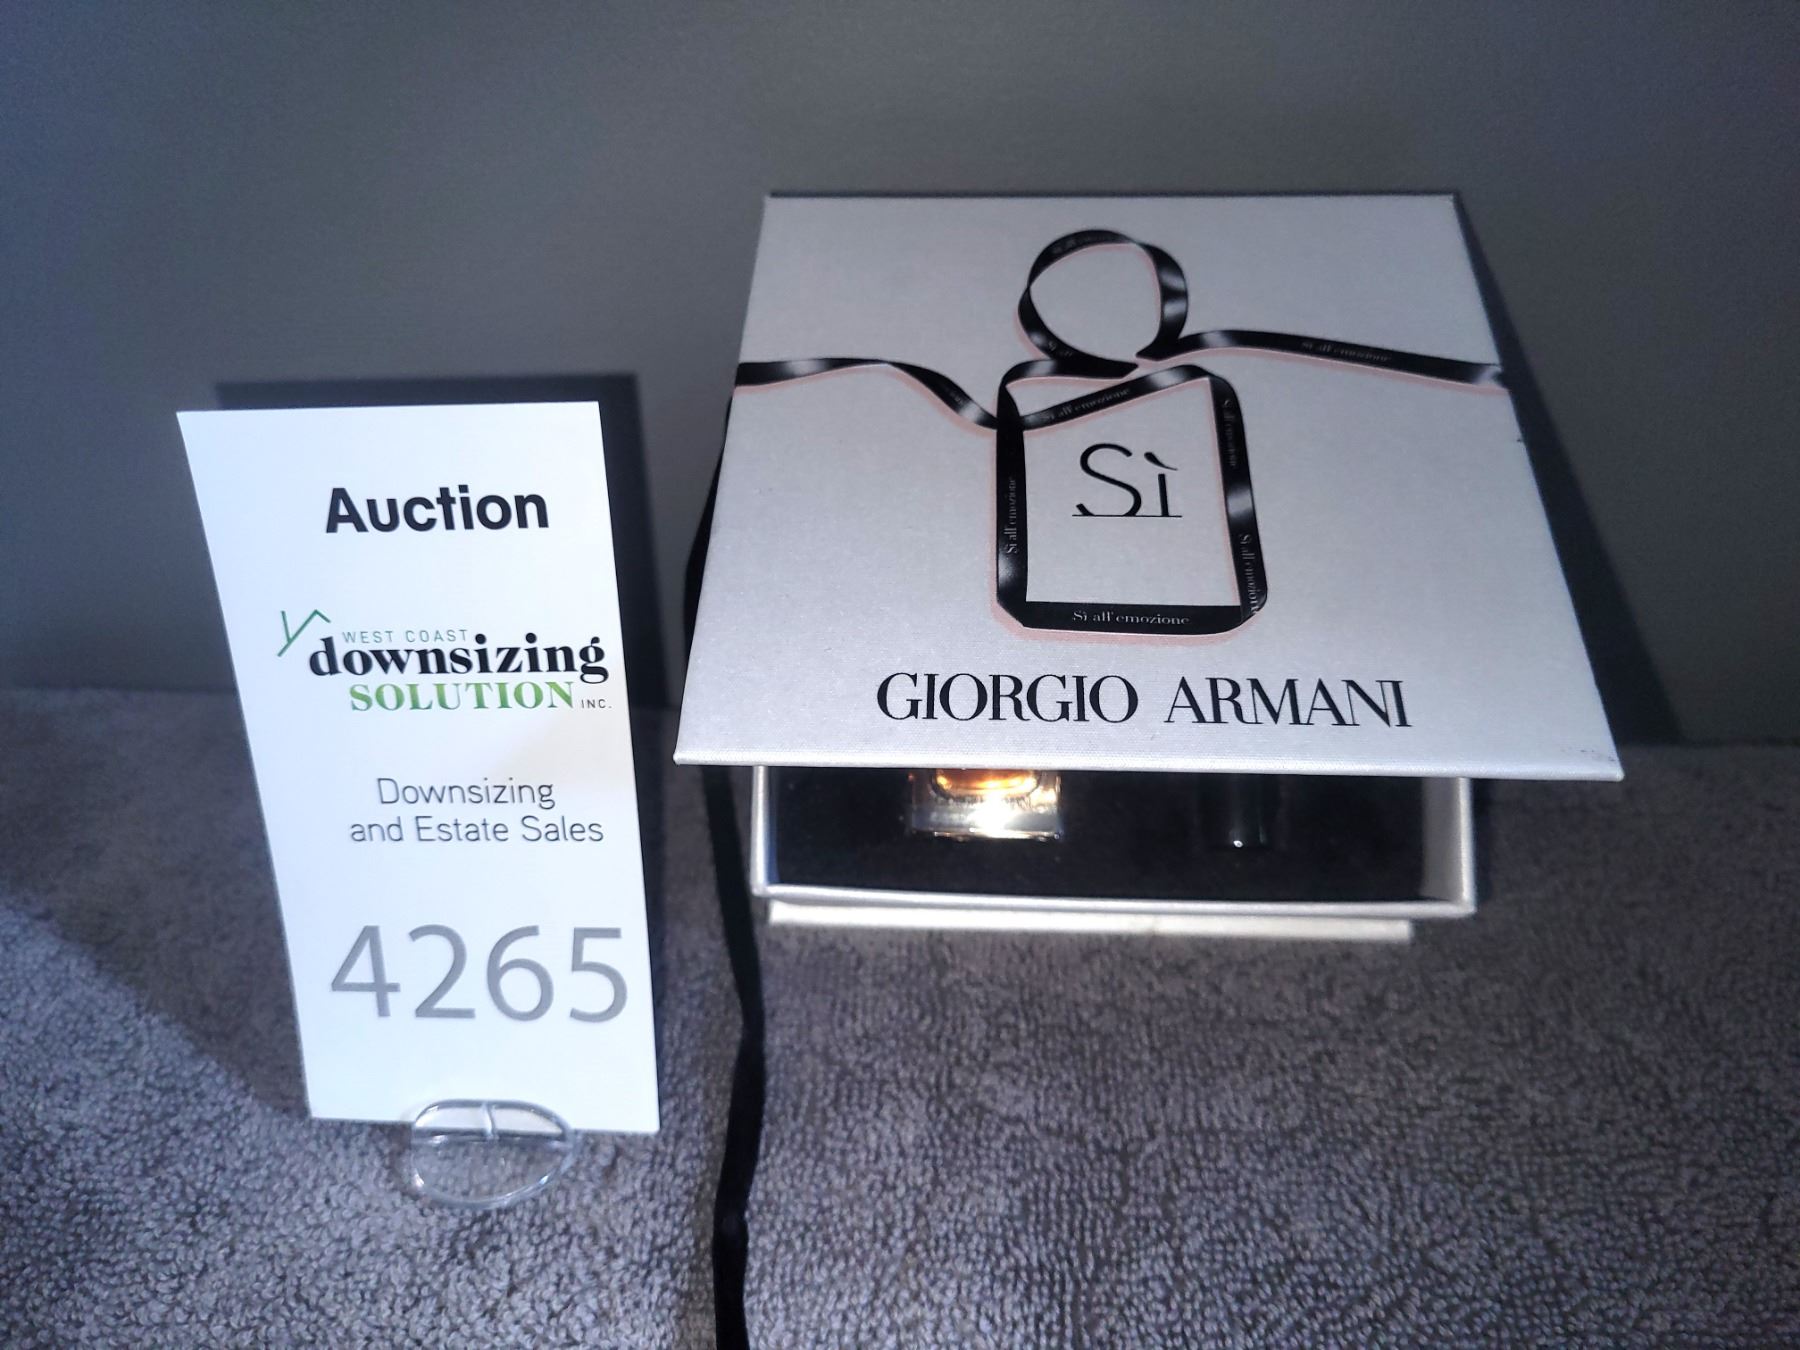 Auction
WEST COAST
downsizing
SOLUTION INC.
Downsizing
and Estate Sales
4265
Sì all'emozione
Sì all'emozione
Sì all'emozione
Sì
Sì all'emozione
Sì all'emozione
GIORGIO ARMANI